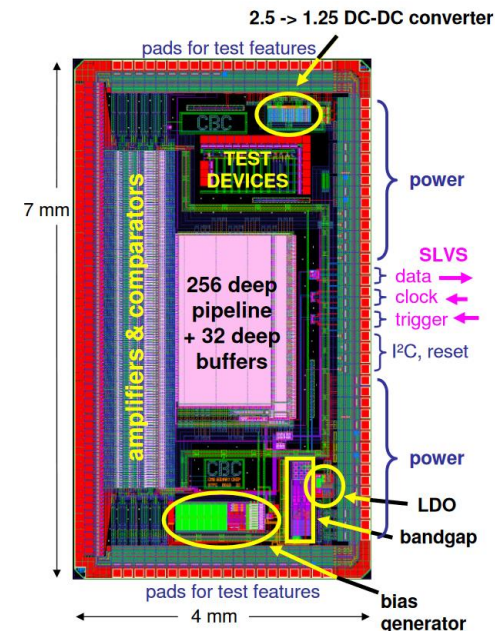 2.5 -> 1.25 DC-DC converter
pads for test features
CBC
TEST
DEVICES
power
7 mm
amplifiers & comparators
SLVS
data
clock
trigger
256 deep
pipeline
+ 32 deep
buffers
I²C, reset
power
CBC
LDO
bandgap
pads for test features
4 mm
bias
generator